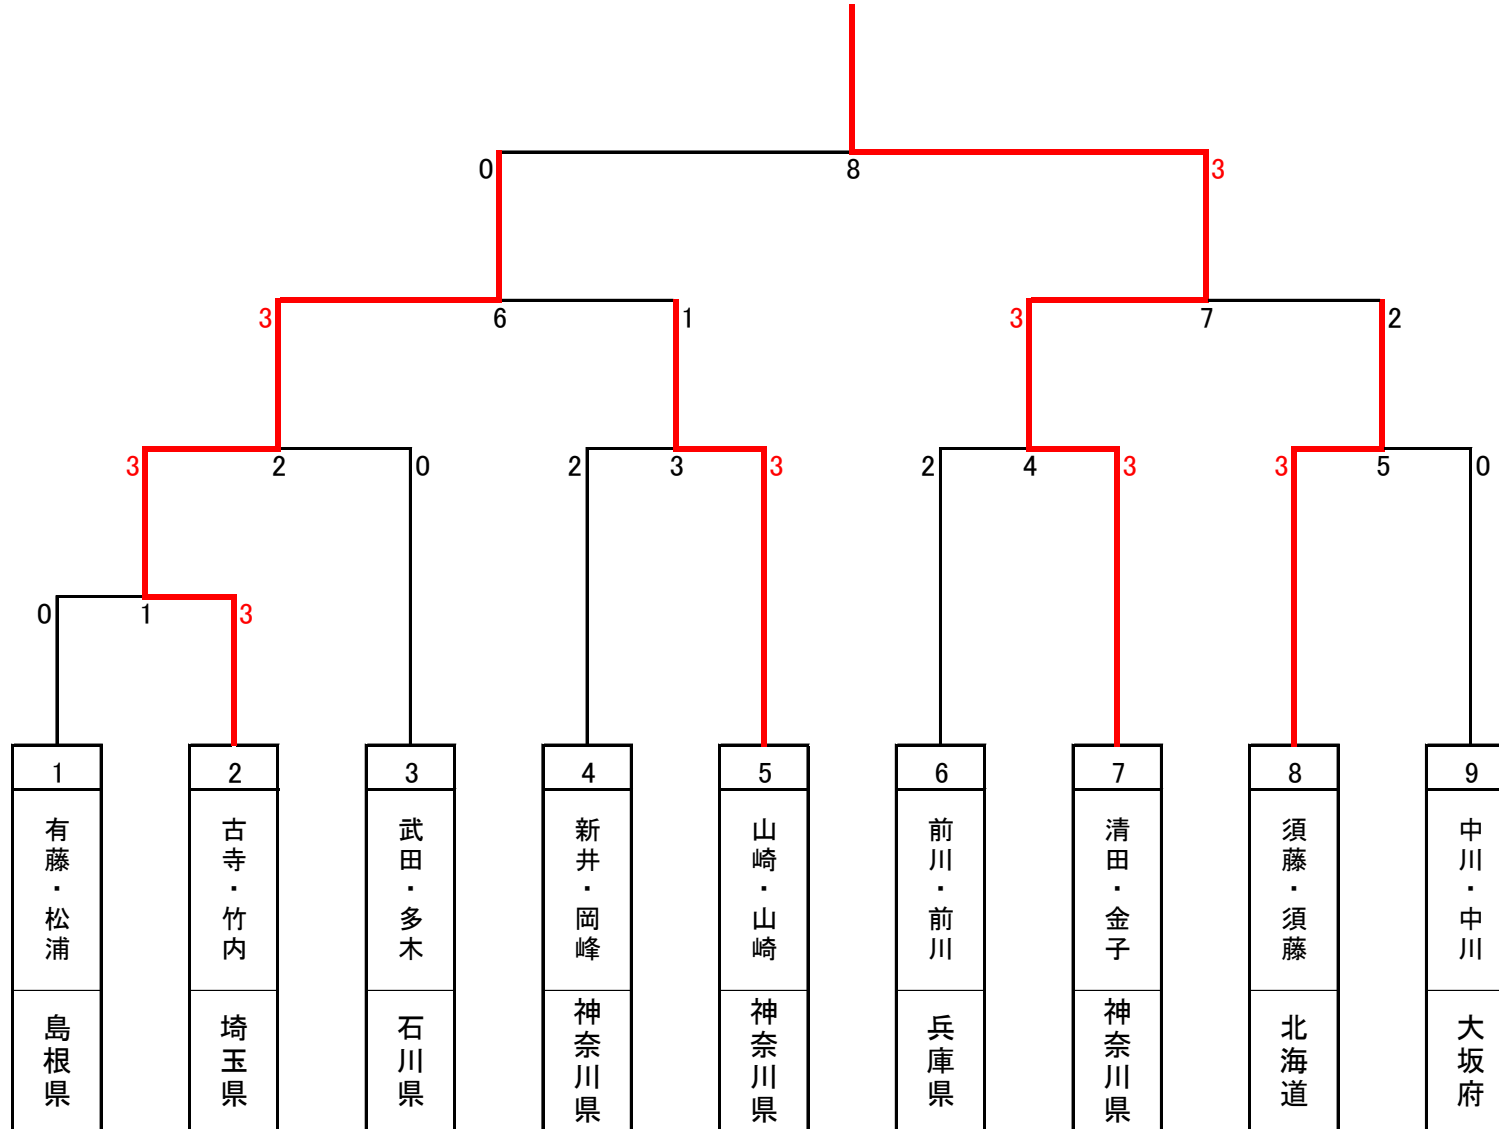 0 8 3
3 6 1 3 7 2
3 2 0 2 3 3 2 4 3 3 5 0
0 1 3
1 2 3 4 5 6 7 8 9
有藤・松浦
古寺・竹内
武田・多木
新井・岡峰
山崎・山崎
前川・前川
清田・金子
須藤・須藤
中川・中川
島根県
埼玉県
石川県
神奈川県
神奈川県
兵庫県
神奈川県
北海道
大坂府